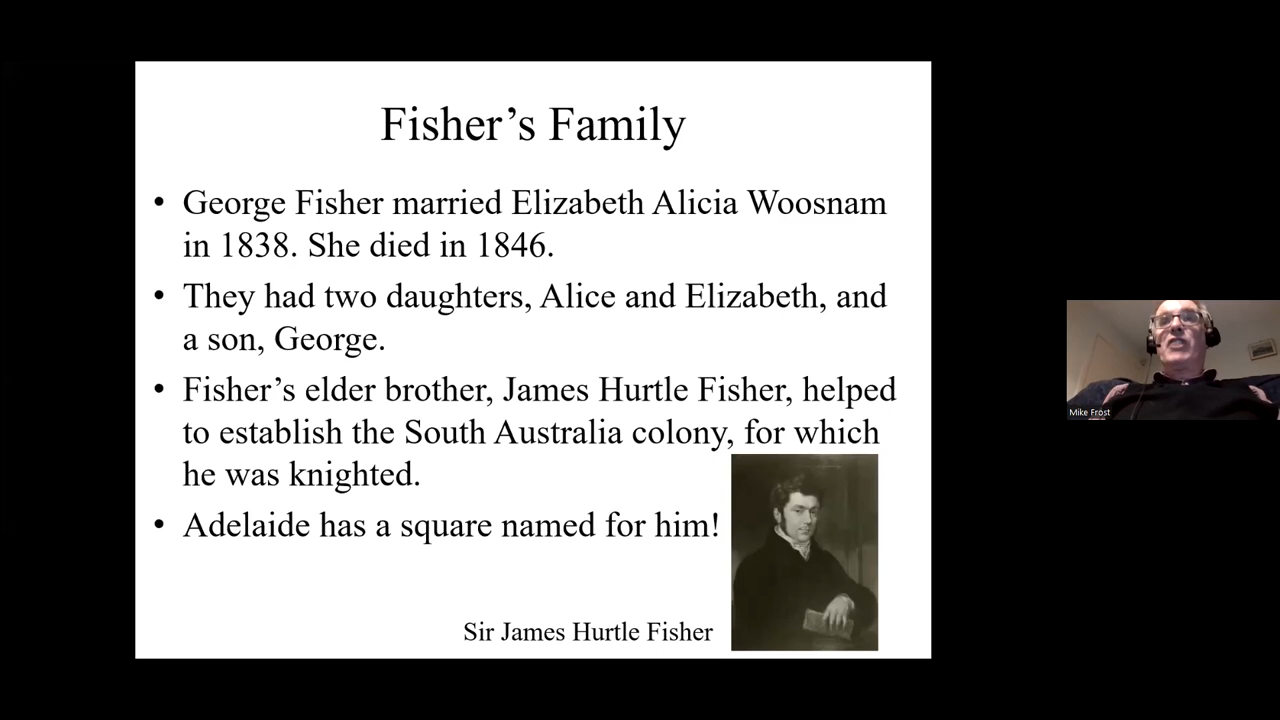 Fisher’s Family
• George Fisher married Elizabeth Alicia Woosnam
in 1838. She died in 1846.
• They had two daughters, Alice and Elizabeth, and
a son, George.
• Fisher’s elder brother, James Hurtle Fisher, helped
to establish the South Australia colony, for which
he was knighted.
• Adelaide has a square named for him!
Sir James Hurtle Fisher
Mike Frost